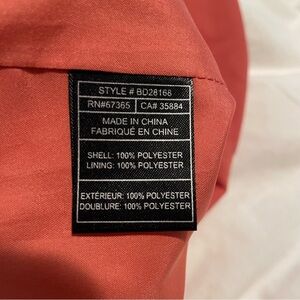 STYLE # BD28168
RN#67365 CA# 35884
MADE IN CHINA
FABRIQUÉ EN CHINE
SHELL: 100% POLYESTER
LINING: 100% POLYESTER
EXTÉRIEUR: 100% POLYESTER
DOUBLURE: 100% POLYESTER